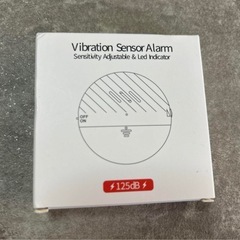 Vibration Sensor Alarm
Sensitivity Adjustable & Led Indicator
OFF
ON
125dB